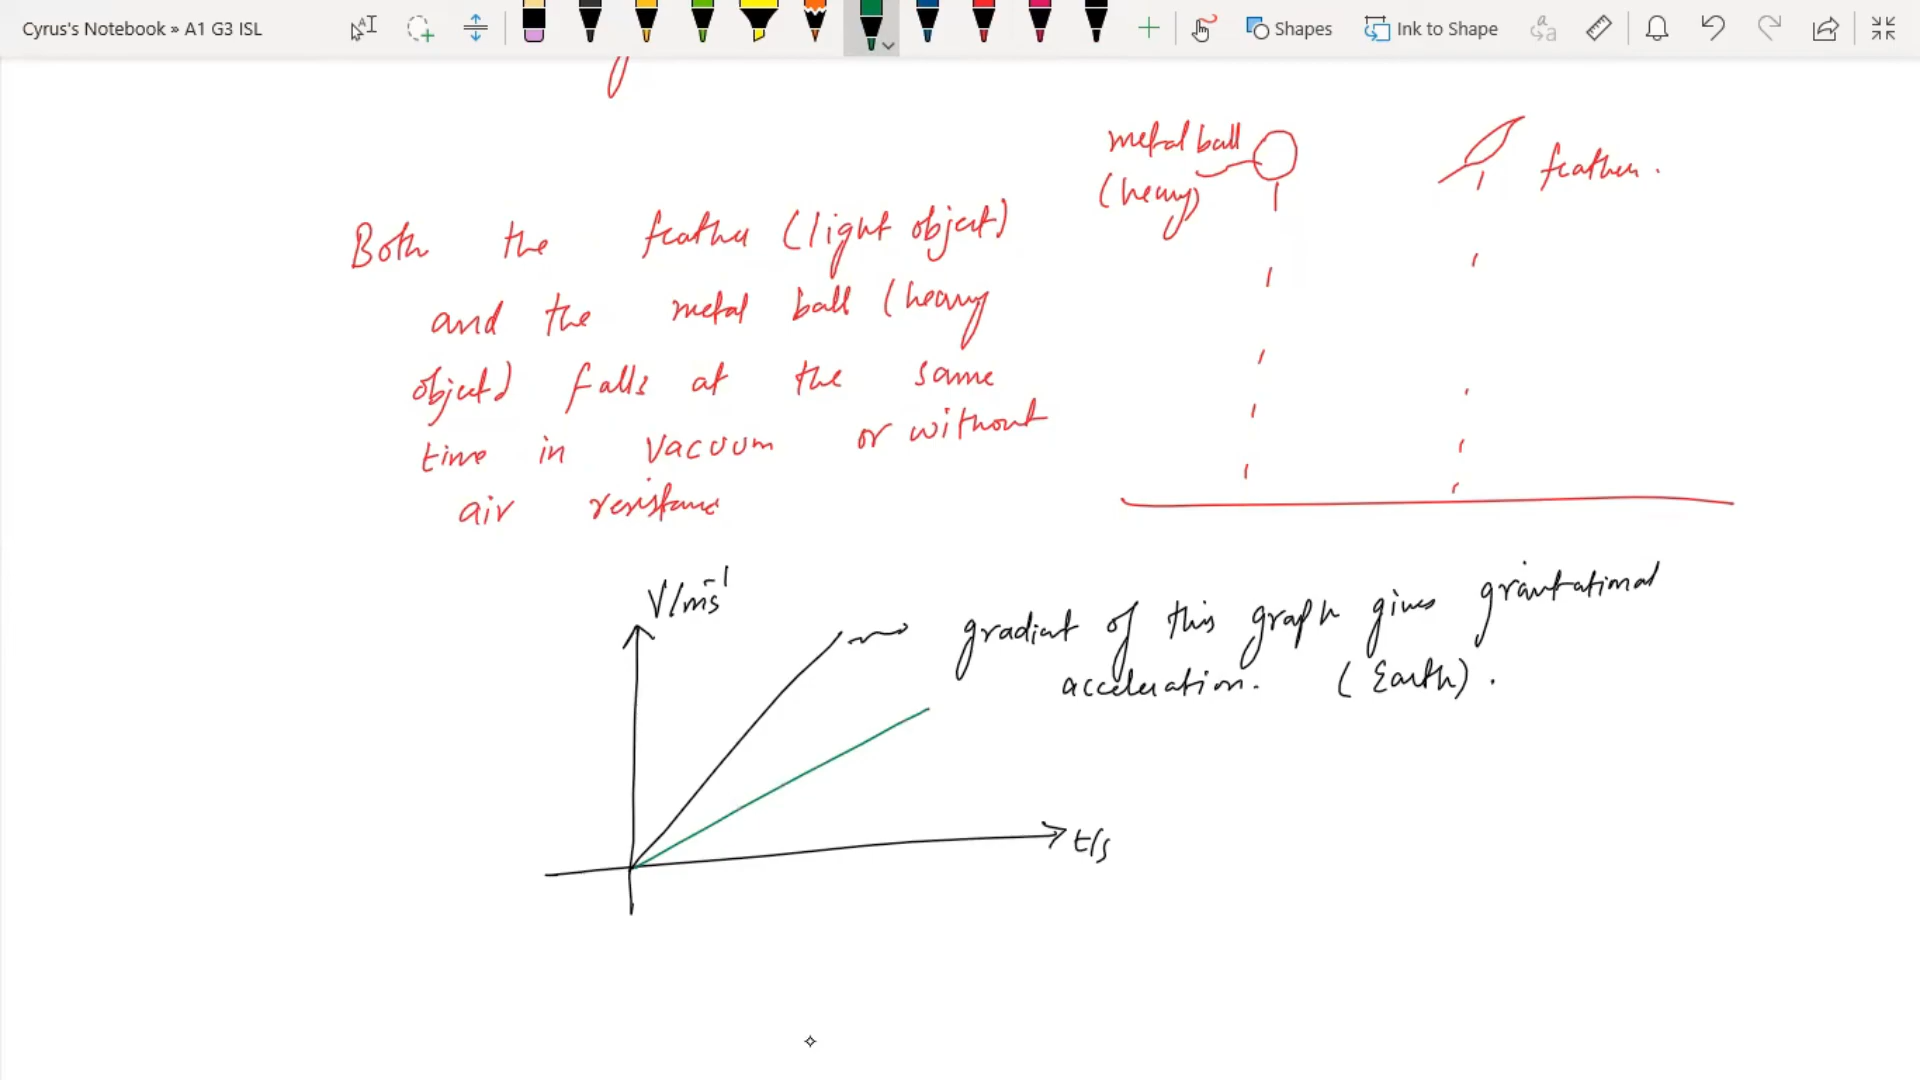 Cyrus's Notebook » A1 G3 ISL
Shapes
Ink to Shape
metal ball
(heavy)
feather.
Both the feather (light object)
and the metal ball (heavy
object) falls at the same
time in vacuum or without
air resistance
V/ms⁻¹
gradient of this graph gives gravitational
acceleration. (Earth).
t/s